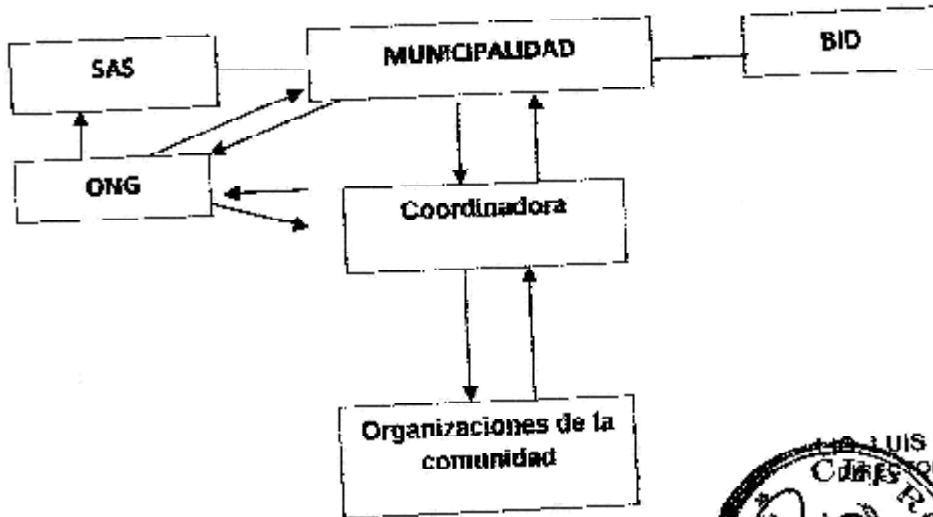 MUNICIPALIDAD
BID
SAS
ONG
Coordinadora
Organizaciones de la
comunidad
LUIS